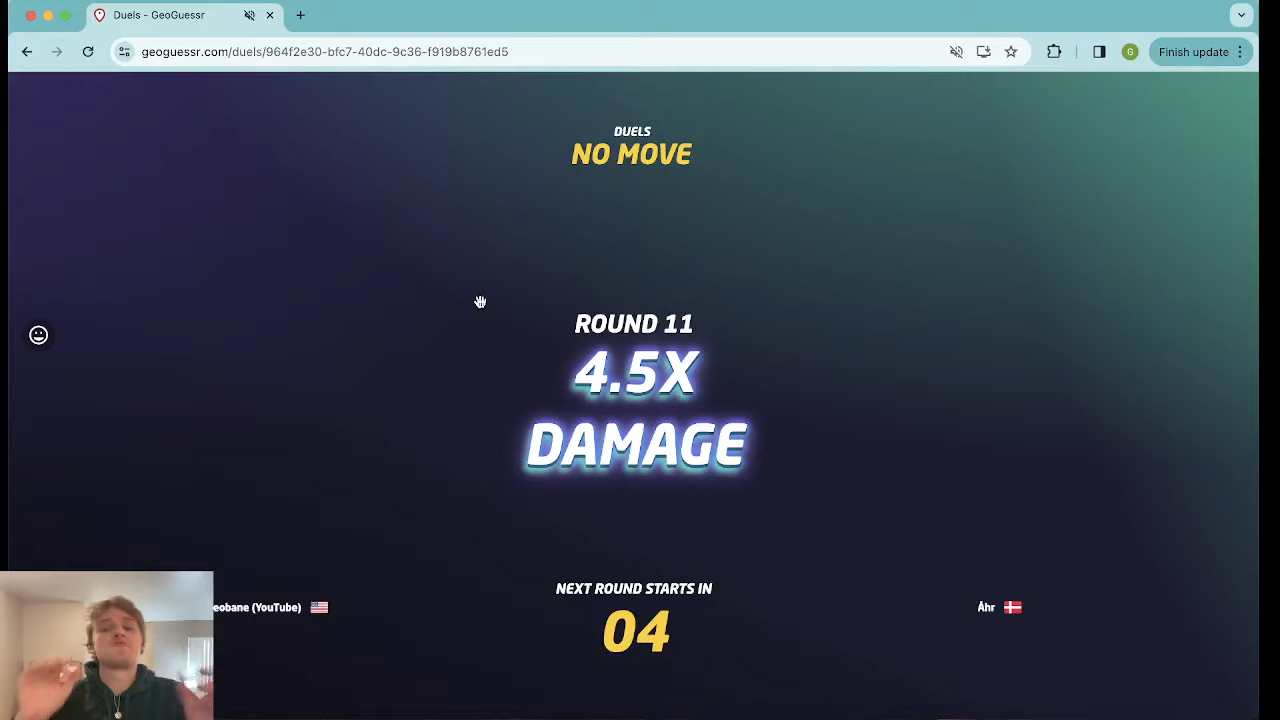 Duels - GeoGuessr
geoguessr.com/duels/964f2e30-bfc7-40dc-9c36-f919b8761ed5
G
Finish update
DUELS
NO MOVE
ROUND 11
4.5X
DAMAGE
NEXT ROUND STARTS IN
04
eobane (YouTube)
Åhr